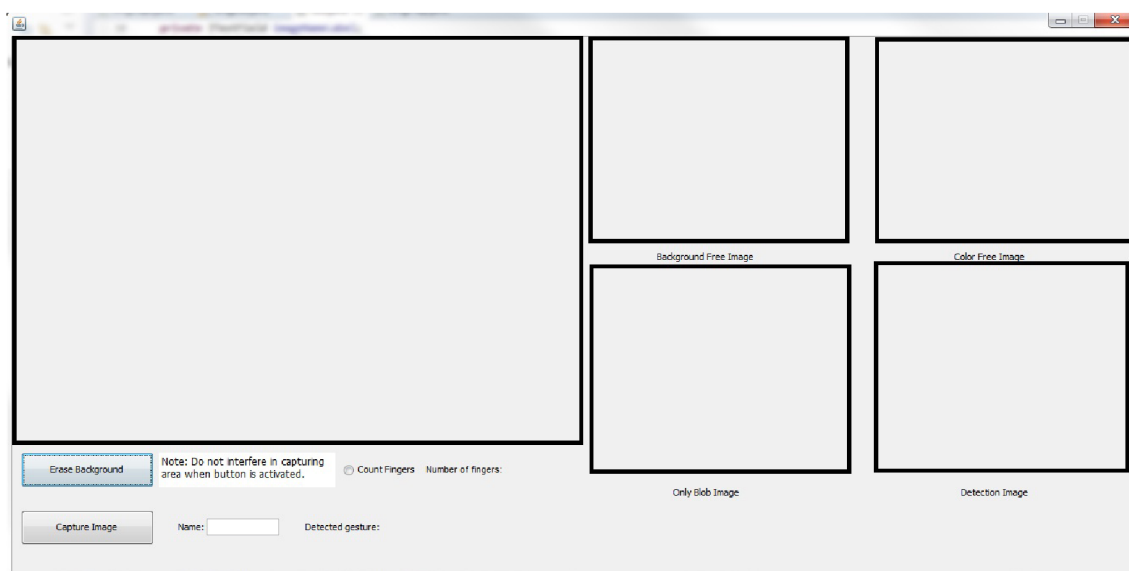 Background Free Image
Color Free Image
Erase Background
Note: Do not interfere in capturing
area when button is activated.
Count Fingers
Number of fingers:
Only Blob Image
Detection Image
Capture Image
Name:
Detected gesture: